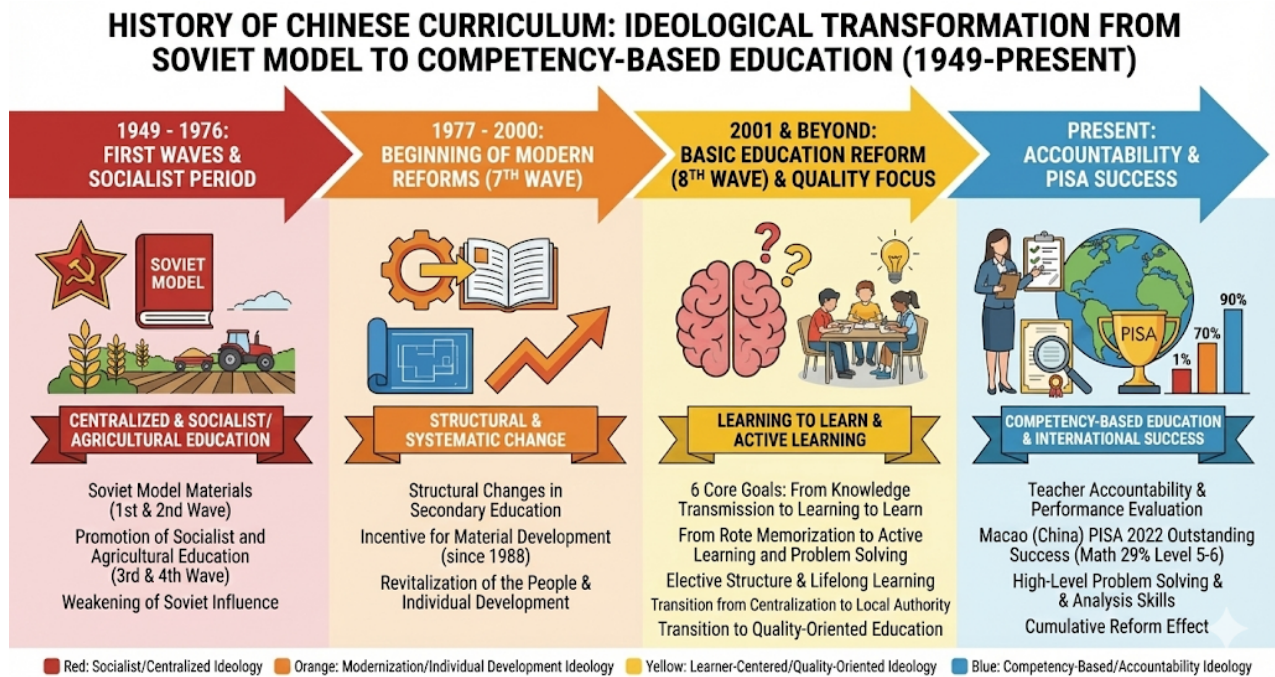 HISTORY OF CHINESE CURRICULUM: IDEOLOGICAL TRANSFORMATION FROM
SOVIET MODEL TO COMPETENCY-BASED EDUCATION (1949-PRESENT)
1949 - 1976:
FIRST WAVES &
SOCIALIST PERIOD
1977 - 2000:
BEGINNING OF MODERN
REFORMS (7TH WAVE)
2001 & BEYOND:
BASIC EDUCATION REFORM
(8TH WAVE) & QUALITY FOCUS
PRESENT:
ACCOUNTABILITY &
PISA SUCCESS
SOVIET
MODEL
? ?
PISA
1%
70%
90%
CENTRALIZED & SOCIALIST/
AGRICULTURAL EDUCATION
STRUCTURAL &
SYSTEMATIC CHANGE
LEARNING TO LEARN &
ACTIVE LEARNING
COMPETENCY-BASED EDUCATION
& INTERNATIONAL SUCCESS
Soviet Model Materials
(1st & 2nd Wave)
Promotion of Socialist and
Agricultural Education
(3rd & 4th Wave)
Weakening of Soviet Influence
Structural Changes in
Secondary Education
Incentive for Material Development
(since 1988)
Revitalization of the People &
Individual Development
6 Core Goals: From Knowledge
Transmission to Learning to Learn
From Rote Memorization to Active
Learning and Problem Solving
Elective Structure & Lifelong Learning
Transition from Centralization to Local Authority
Transition to Quality-Oriented Education
Teacher Accountability &
Performance Evaluation
Macao (China) PISA 2022 Outstanding
Success (Math 29% Level 5-6)
High-Level Problem Solving &
& Analysis Skills
Cumulative Reform Effect
Red: Socialist/Centralized Ideology
Orange: Modernization/Individual Development Ideology
Yellow: Learner-Centered/Quality-Oriented Ideology
Blue: Competency-Based/Accountability Ideology